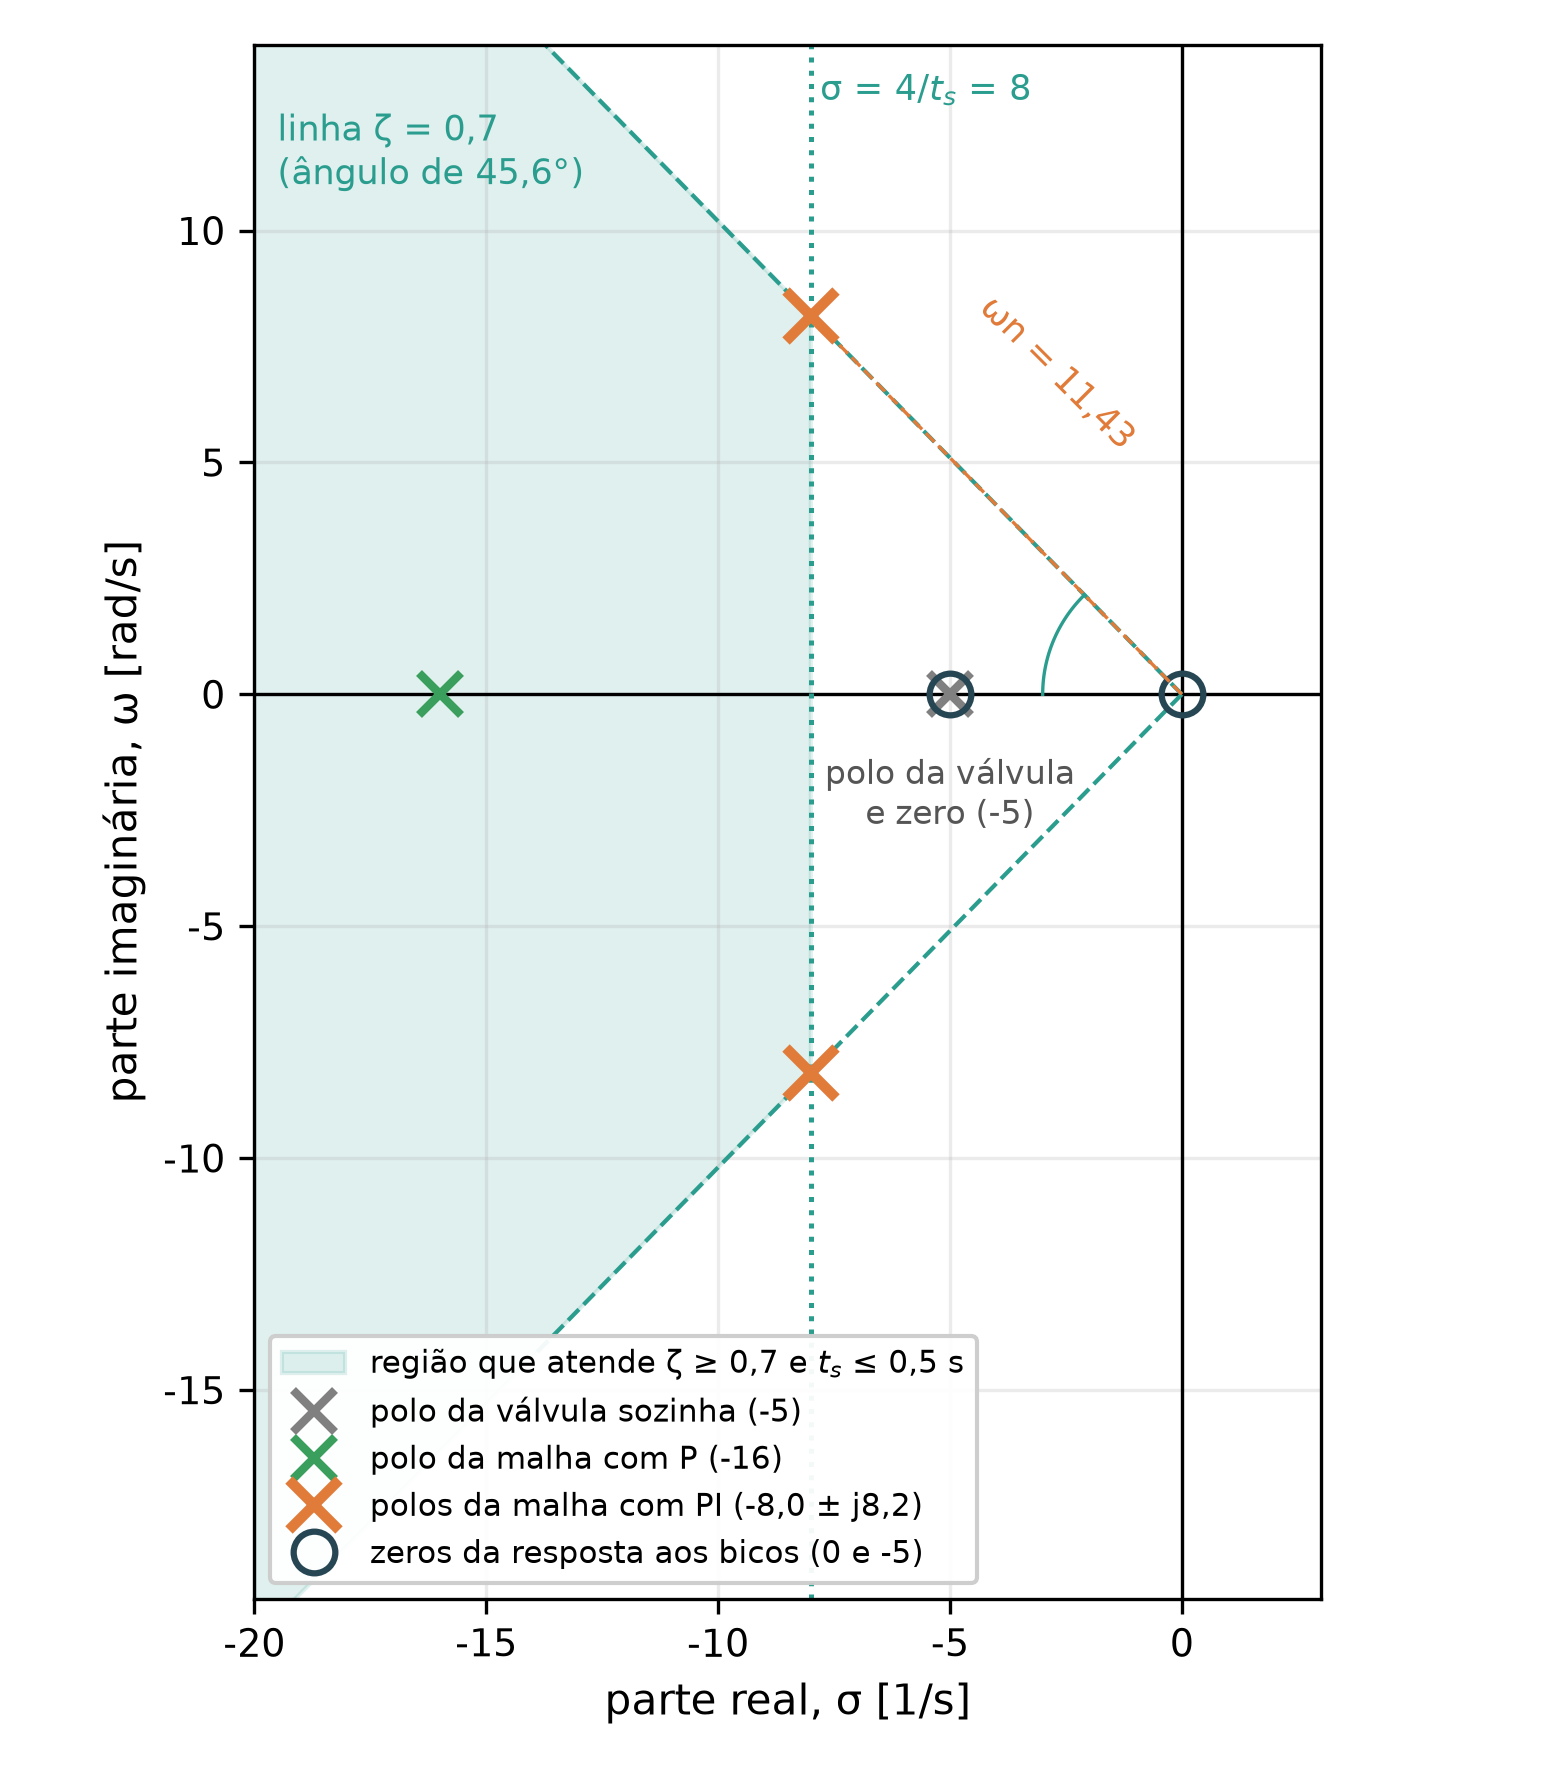 σ = 4/ts = 8
linha ζ = 0,7
(ângulo de 45,6°)
ωn = 11,43
polo da válvula
e zero (-5)
10
5
0
-5
-10
-15
parte imaginária, ω [rad/s]
região que atende ζ ≥ 0,7 e ts ≤ 0,5 s
polo da válvula sozinha (-5)
polo da malha com P (-16)
polos da malha com PI (-8,0 ± j8,2)
zeros da resposta aos bicos (0 e -5)
-20
-15
-10
-5
0
parte real, σ [1/s]